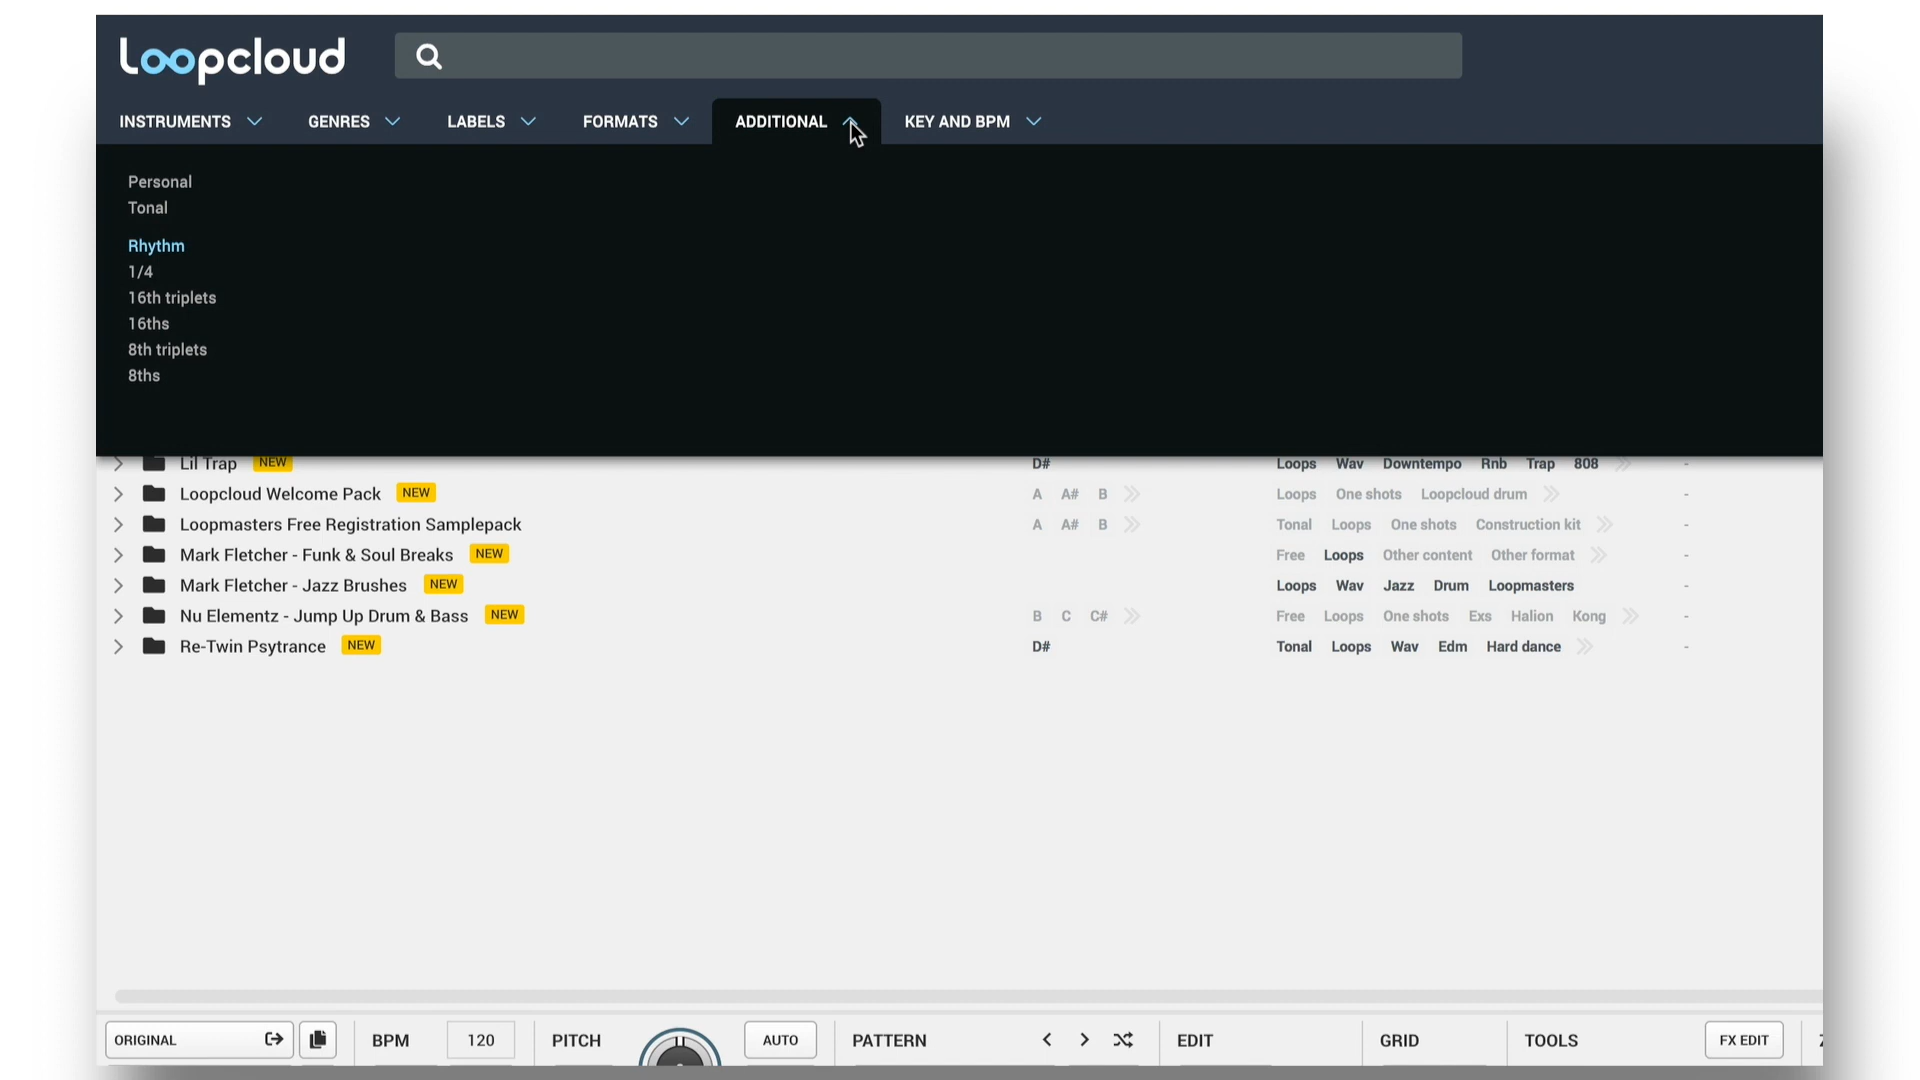 Loopcloud
INSTRUMENTS GENRES LABELS FORMATS ADDITIONAL KEY AND BPM
Personal
Tonal
Rhythm
1/4
16th triplets
16ths
8th triplets
8ths
Lil Trap NEW D# Loops Wav Downtempo Rnb Trap 808 -
Loopcloud Welcome Pack NEW A A# B Loops One shots Loopcloud drum -
Loopmasters Free Registration Samplepack A A# B Tonal Loops One shots Construction kit -
Mark Fletcher - Funk & Soul Breaks NEW Free Loops Other content Other format -
Mark Fletcher - Jazz Brushes NEW Loops Wav Jazz Drum Loopmasters -
Nu Elementz - Jump Up Drum & Bass NEW B C C# Free Loops One shots Exs Halion Kong -
Re-Twin Psytrance NEW D# Tonal Loops Wav Edm Hard dance -
ORIGINAL BPM 120 PITCH AUTO PATTERN EDIT GRID TOOLS FX EDIT